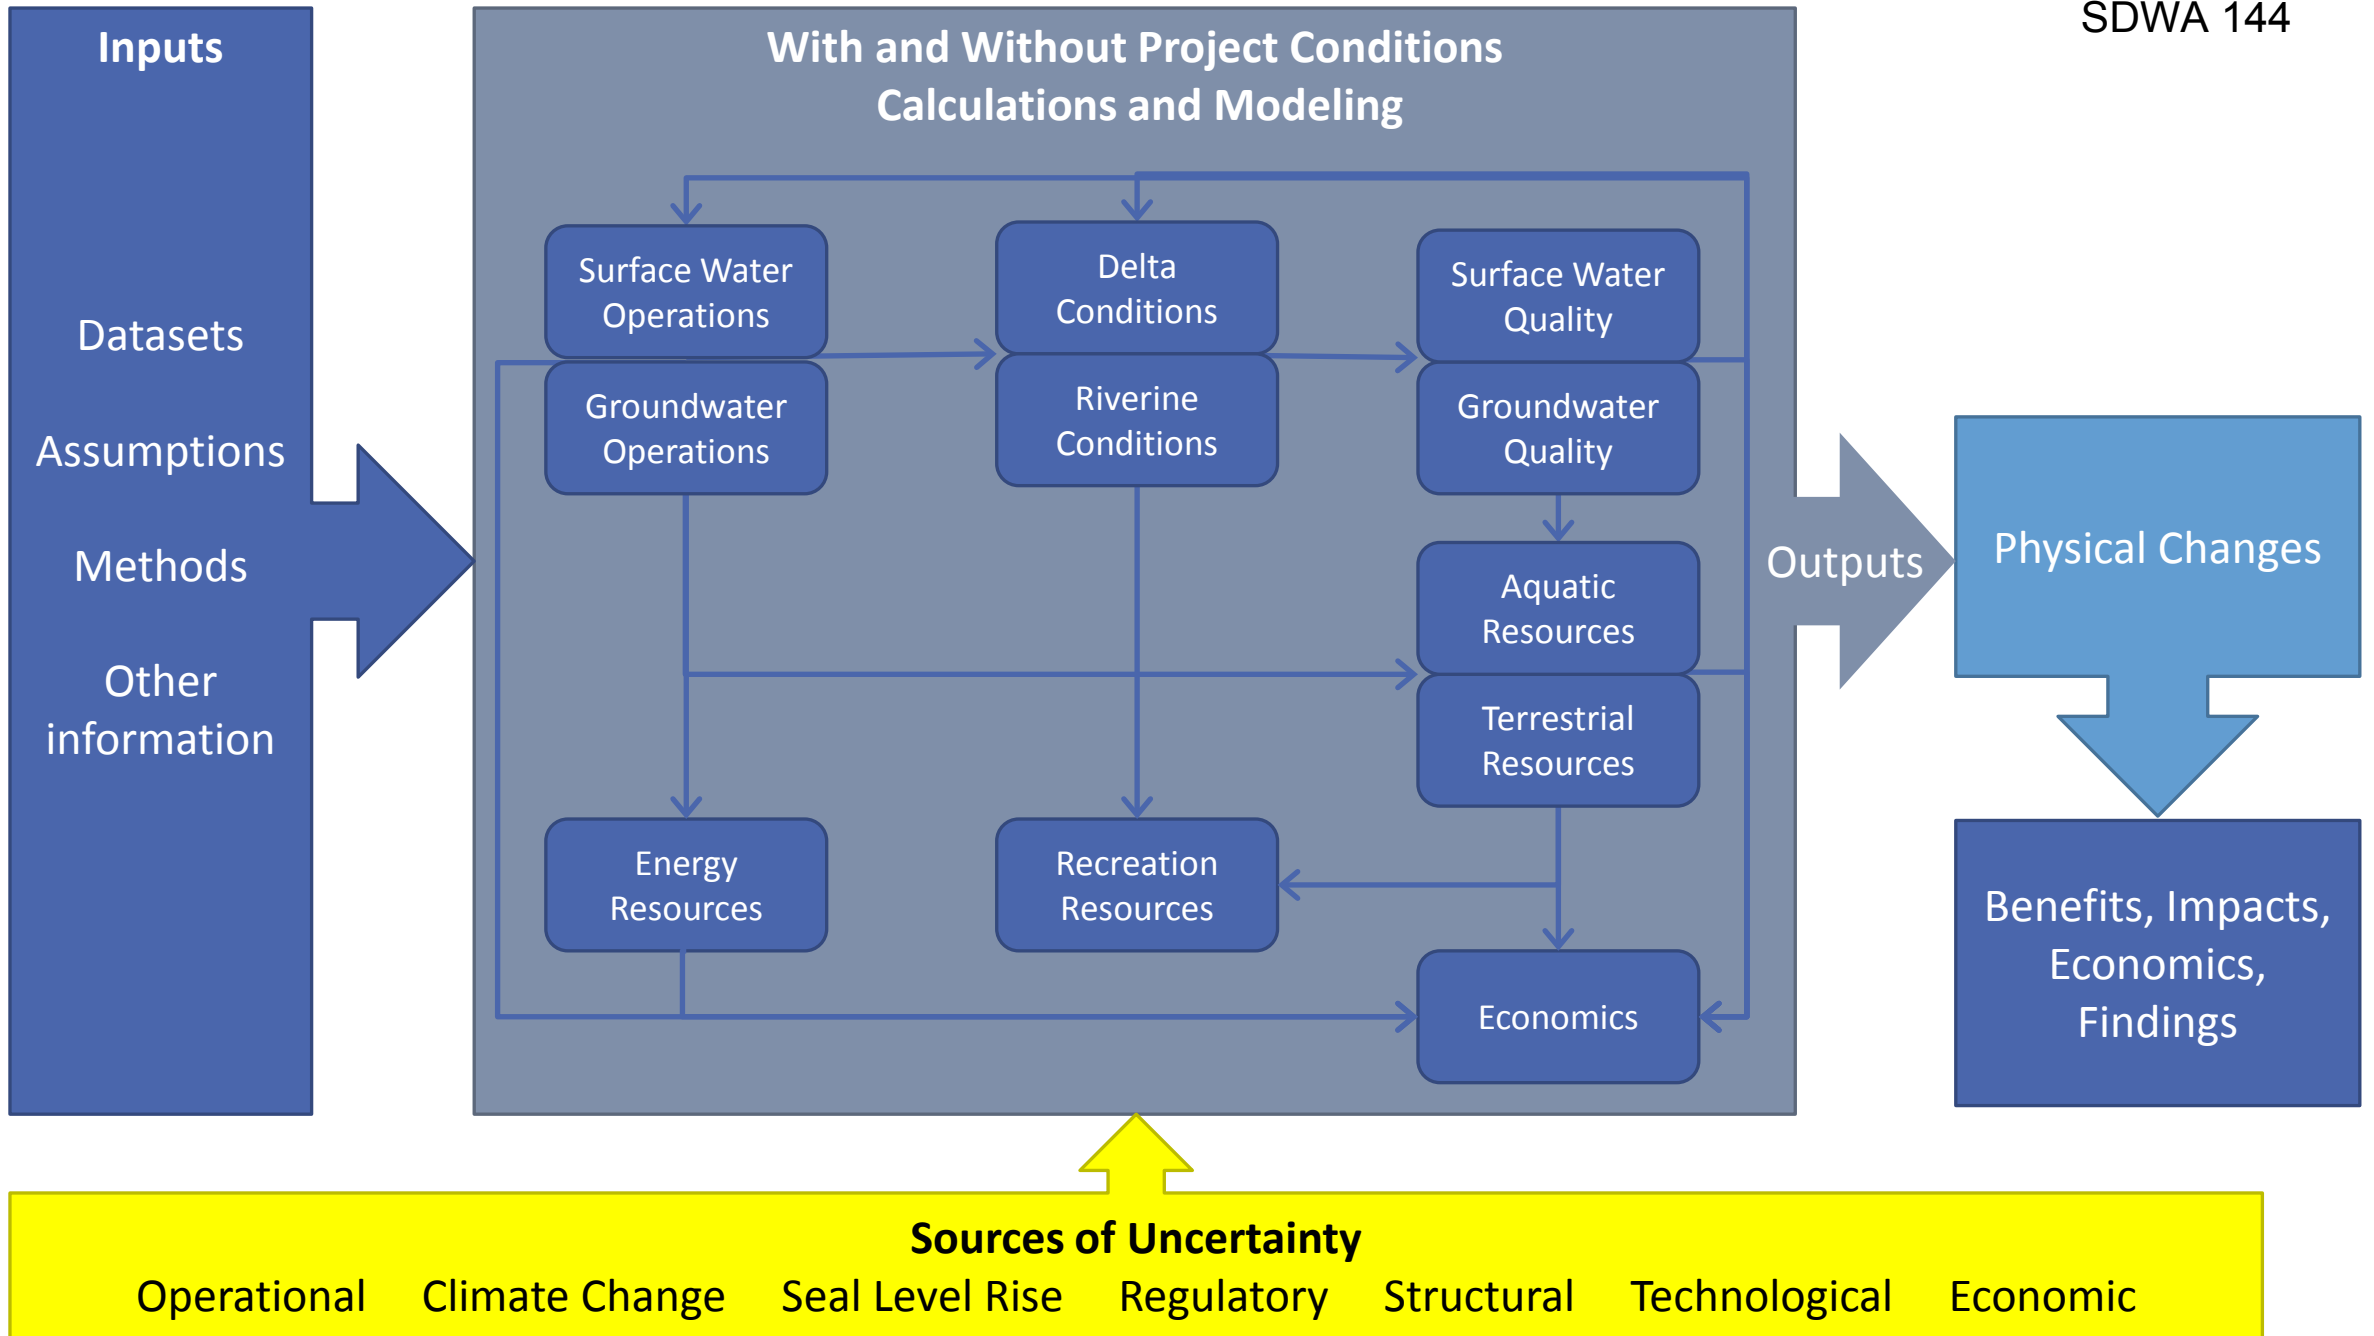 SDWA 144
Inputs
Datasets
Assumptions
Methods
Other
information
With and Without Project Conditions
Calculations and Modeling
Surface Water
Operations
Groundwater
Operations
Delta
Conditions
Riverine
Conditions
Surface Water
Quality
Groundwater
Quality
Aquatic
Resources
Terrestrial
Resources
Energy
Resources
Recreation
Resources
Economics
Outputs
Physical Changes
Benefits, Impacts,
Economics,
Findings
Sources of Uncertainty
Operational Climate Change Seal Level Rise Regulatory Structural Technological Economic